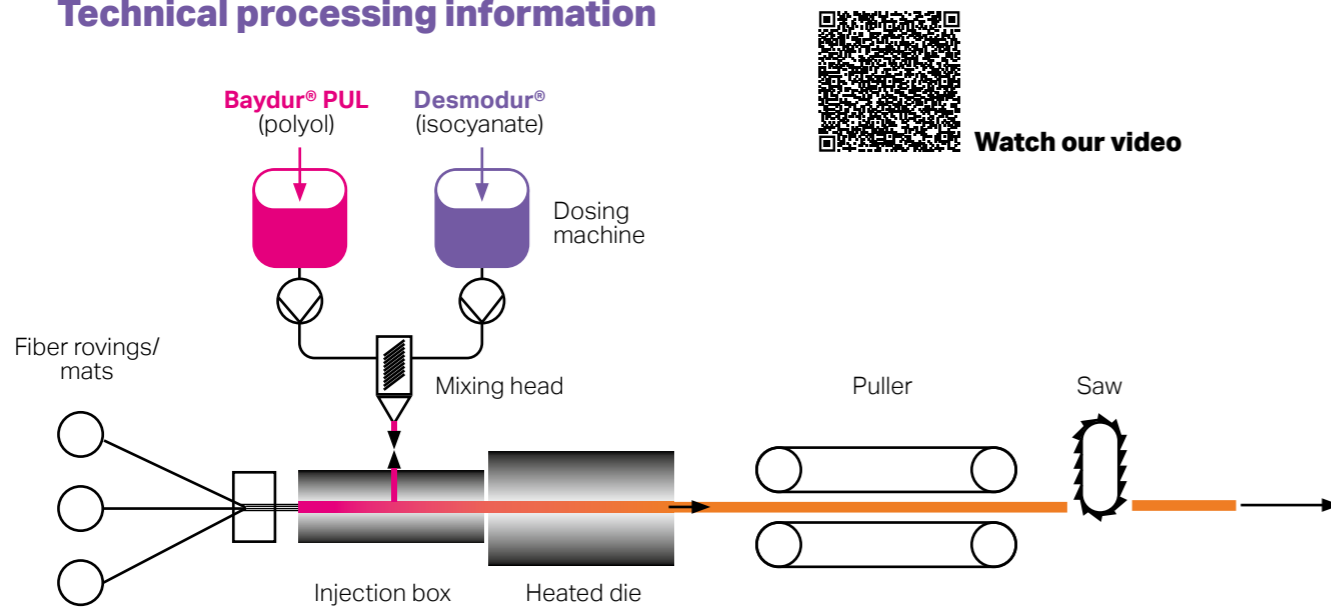 Technical processing information
Baydur® PUL
(polyol)
Desmodur®
(isocyanate)
Watch our video
Dosing
machine
Fiber rovings/
mats
Mixing head
Puller
Saw
Injection box
Heated die